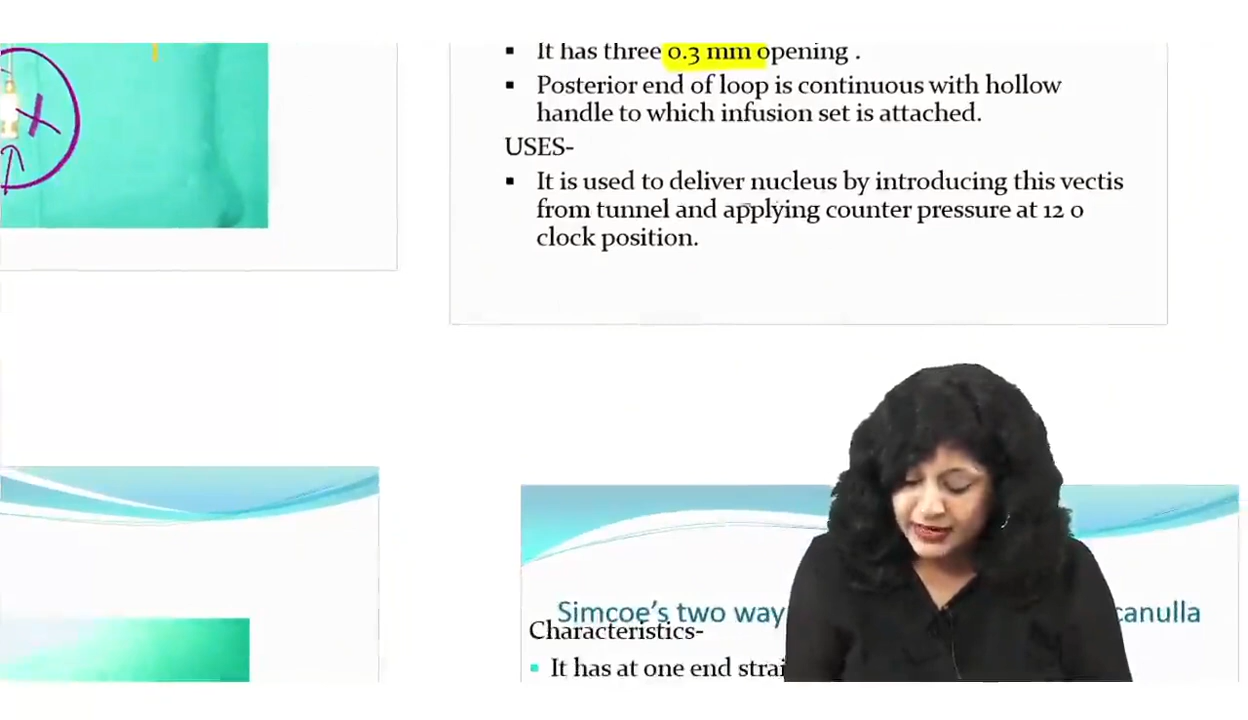 ▪ It has three 0.3 mm opening .
▪ Posterior end of loop is continuous with hollow
handle to which infusion set is attached.
USES-
▪ It is used to deliver nucleus by introducing this vectis
from tunnel and applying counter pressure at 12 o
clock position.
Simcoe's two way canulla
Characteristics-
▪ It has at one end